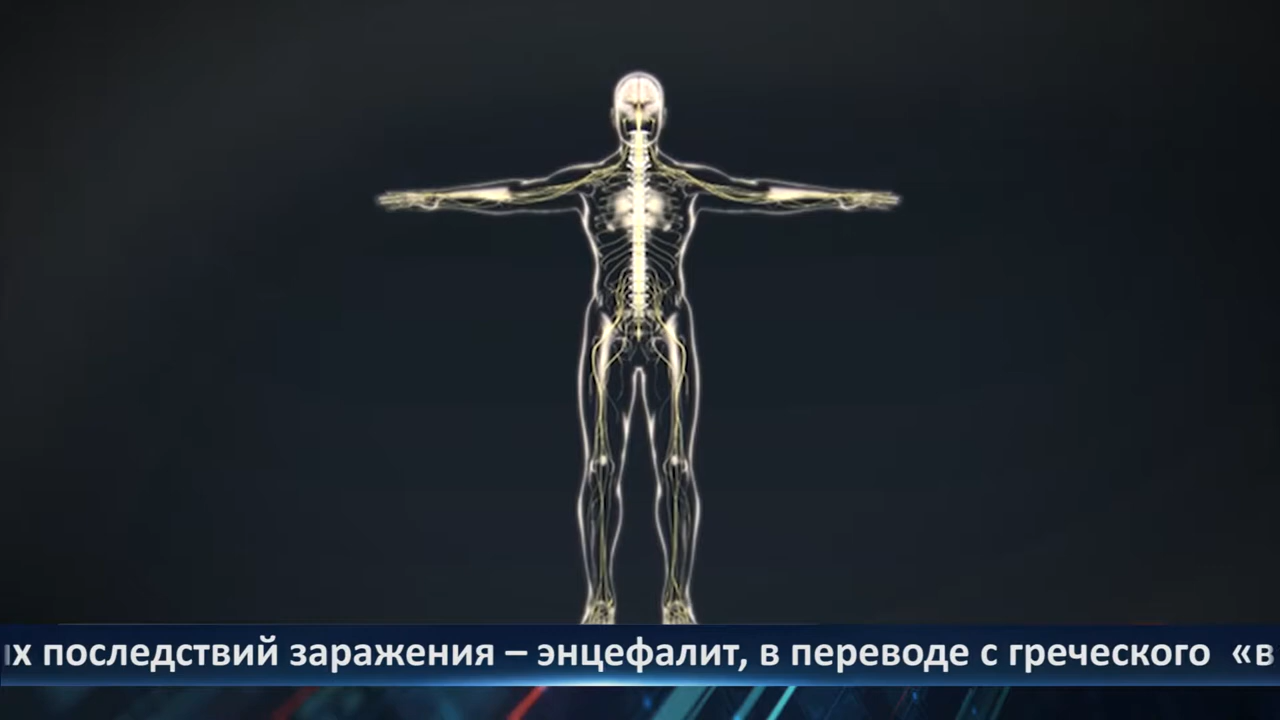 последствий заражения – энцефалит, в переводе с греческого «в